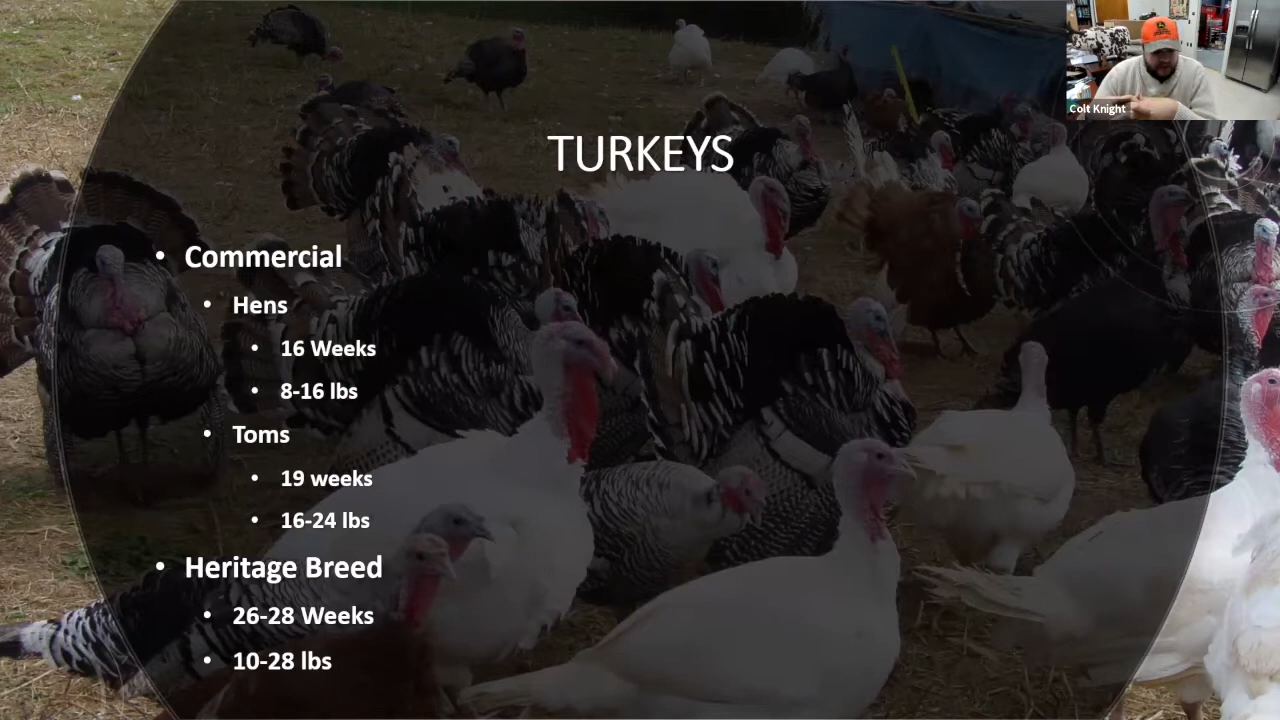 Colt Knight
TURKEYS
• Commercial
• Hens
• 16 Weeks
• 8-16 lbs
• Toms
• 19 weeks
• 16-24 lbs
• Heritage Breed
• 26-28 Weeks
• 10-28 lbs